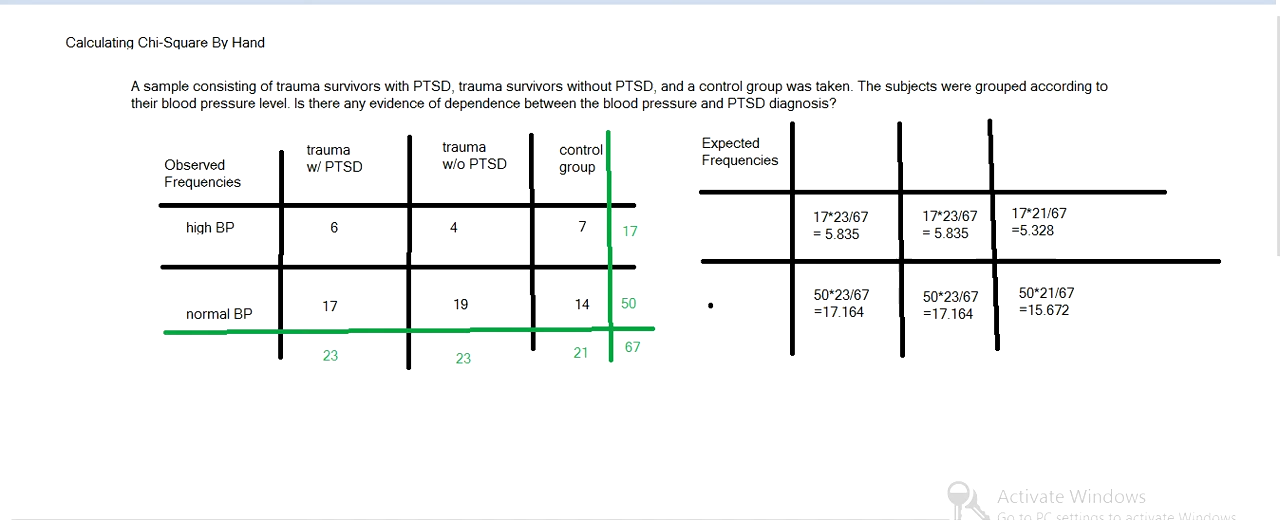 Calculating Chi-Square By Hand
A sample consisting of trauma survivors with PTSD, trauma survivors without PTSD, and a control group was taken. The subjects were grouped according to
their blood pressure level. Is there any evidence of dependence between the blood pressure and PTSD diagnosis?
Observed
Frequencies
trauma
w/ PTSD
trauma
w/o PTSD
control
group
high BP
6
4
7
17
normal BP
17
19
14
50
23
23
21
67
Expected
Frequencies
17*23/67
= 5.835
17*23/67
= 5.835
17*21/67
=5.328
50*23/67
=17.164
50*23/67
=17.164
50*21/67
=15.672
Activate Windows
Go to PC settings to activate Windows